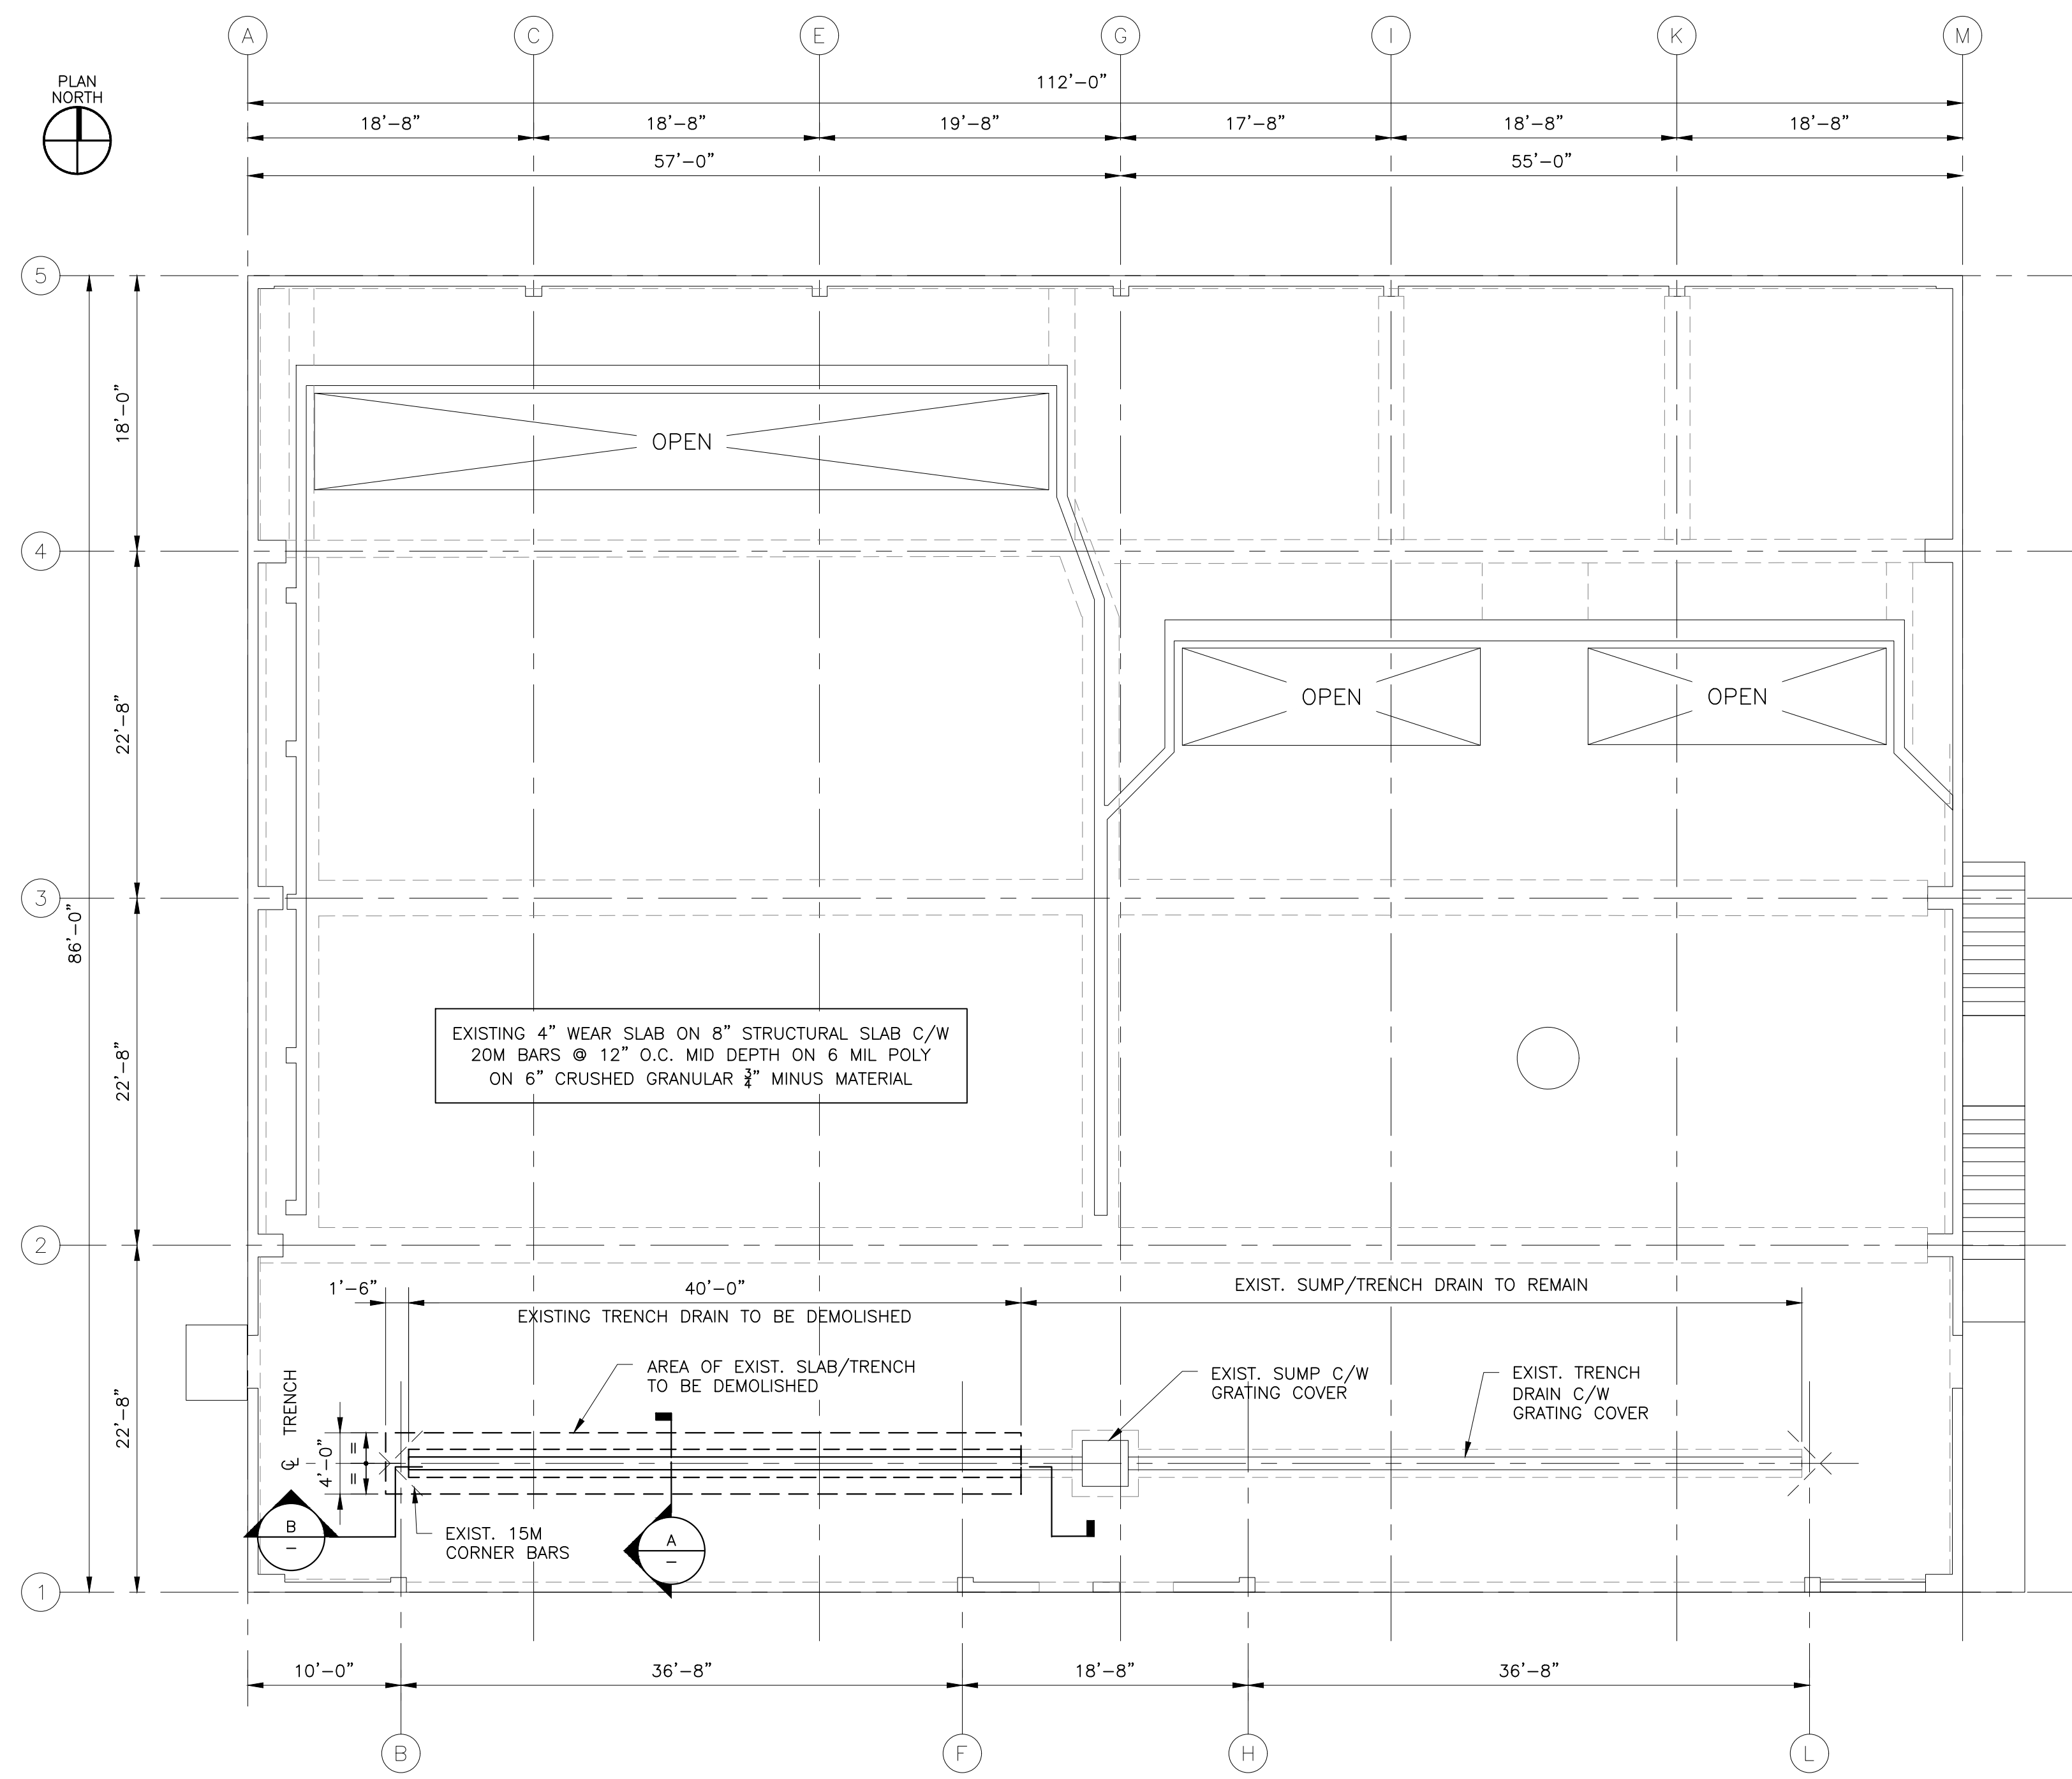 A
C
E
G
I
K
M
PLAN
NORTH
112'-0"
18'-8"
18'-8"
19'-8"
17'-8"
18'-8"
18'-8"
57'-0"
55'-0"
5
18'-0"
OPEN
4
22'-8"
OPEN
OPEN
3
86'-0"
EXISTING 4" WEAR SLAB ON 8" STRUCTURAL SLAB C/W
20M BARS @ 12" O.C. MID DEPTH ON 6 MIL POLY
ON 6" CRUSHED GRANULAR 3/4" MINUS MATERIAL
22'-8"
2
1'-6"
40'-0"
EXIST. SUMP/TRENCH DRAIN TO REMAIN
EXISTING TRENCH DRAIN TO BE DEMOLISHED
AREA OF EXIST. SLAB/TRENCH
TO BE DEMOLISHED
EXIST. SUMP C/W
GRATING COVER
EXIST. TRENCH
DRAIN C/W
GRATING COVER
22'-8"
℄ TRENCH
4'-0"
=
=
B
–
EXIST. 15M
CORNER BARS
A
–
1
10'-0"
36'-8"
18'-8"
36'-8"
B
F
H
L